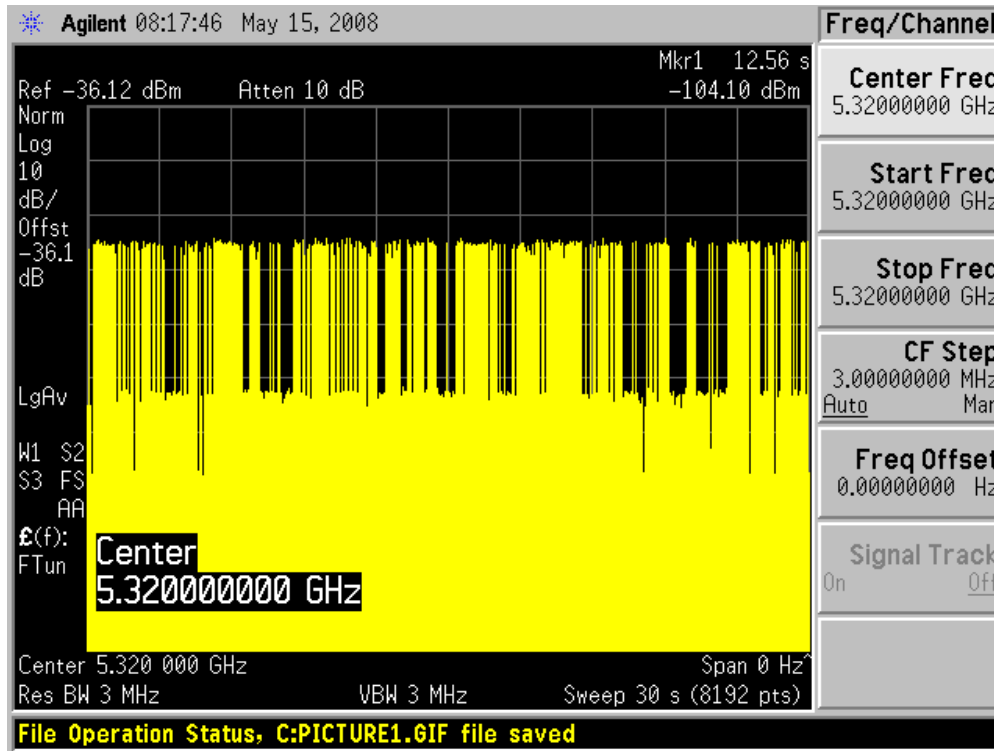 Agilent 08:17:46 May 15, 2008
Freq/Channel
Mkr1 12.56 s
Ref -36.12 dBm Atten 10 dB -104.10 dBm
Norm
Log
10
dB/
Offst
-36.1
dB
LgAv
W1 S2
S3 FS
AA
£(f):
FTun
Center
5.320000000 GHz
Center 5.320 000 GHz Span 0 Hz^
Res BW 3 MHz VBW 3 MHz Sweep 30 s (8192 pts)
File Operation Status, C:PICTURE1.GIF file saved
Center Freq
5.32000000 GHz
Start Freq
5.32000000 GHz
Stop Freq
5.32000000 GHz
CF Step
3.00000000 MHz
Auto Man
Freq Offset
0.00000000 Hz
Signal Track
On Off